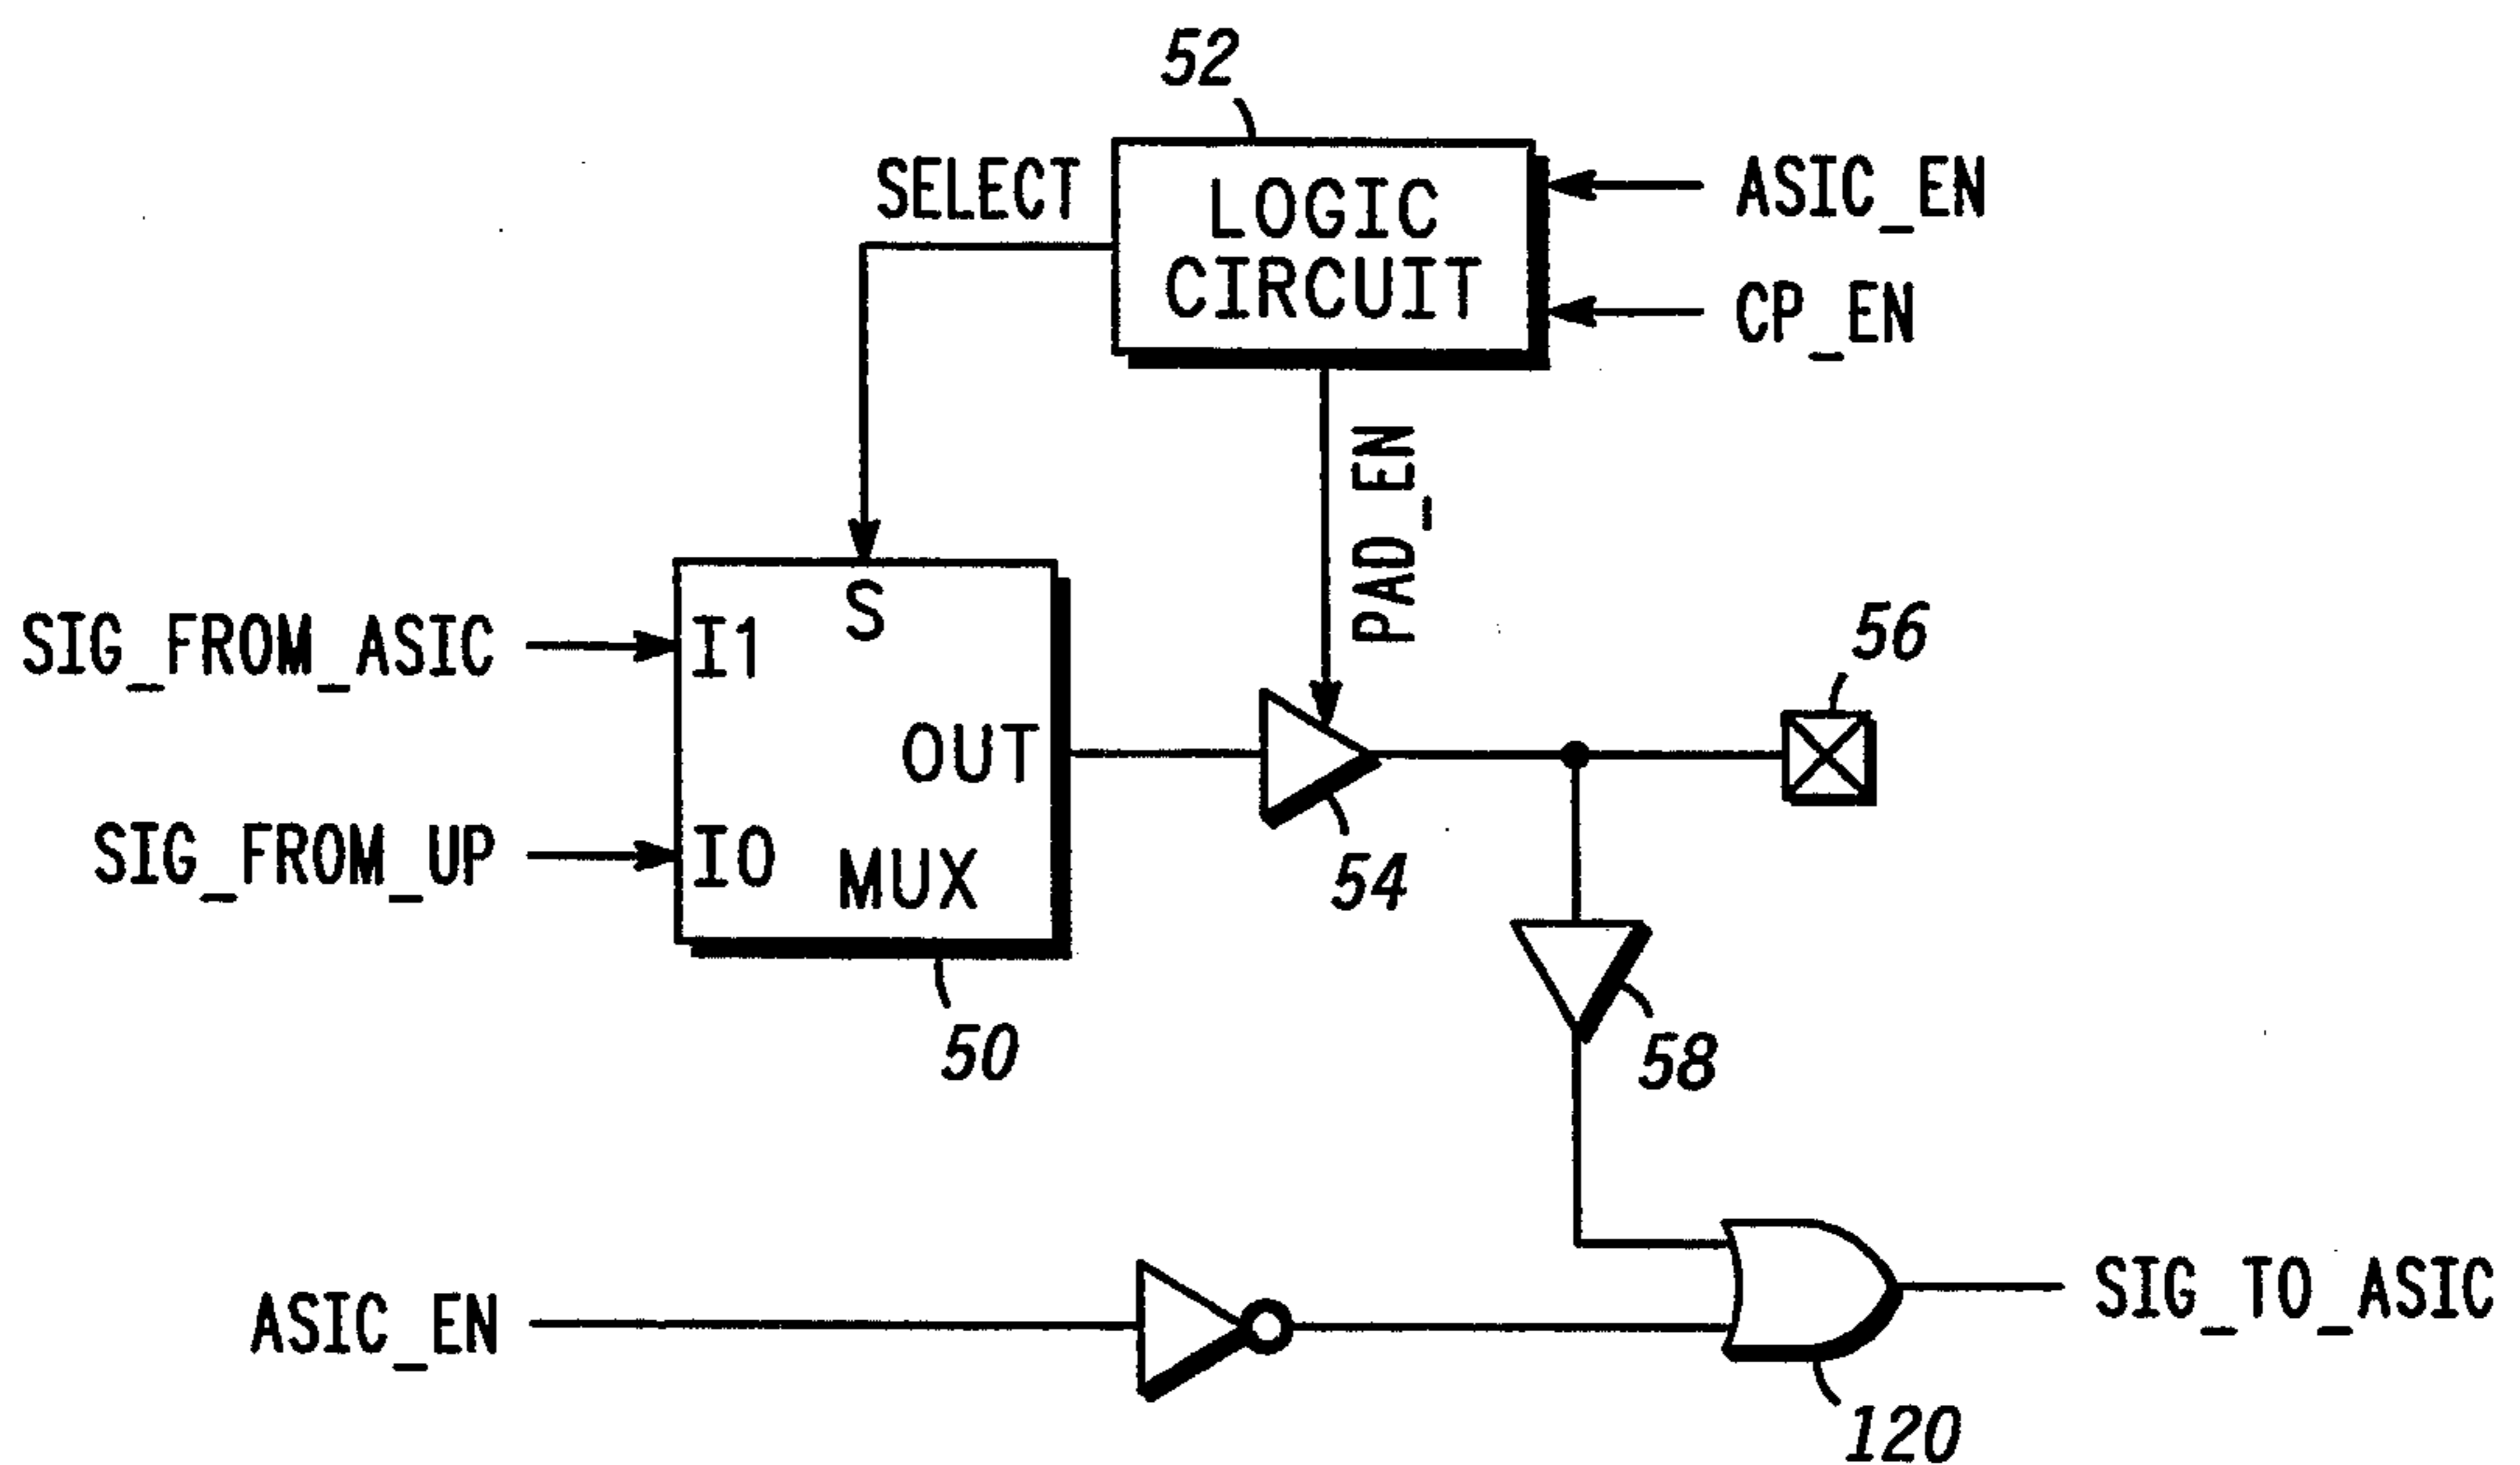 52
SELECT
LOGIC
CIRCUIT
ASIC_EN
CP_EN
PAD_EN
SIG_FROM_ASIC
I1
S
OUT
SIG_FROM_UP
I0
MUX
56
54
50
58
ASIC_EN
SIG_TO_ASIC
120